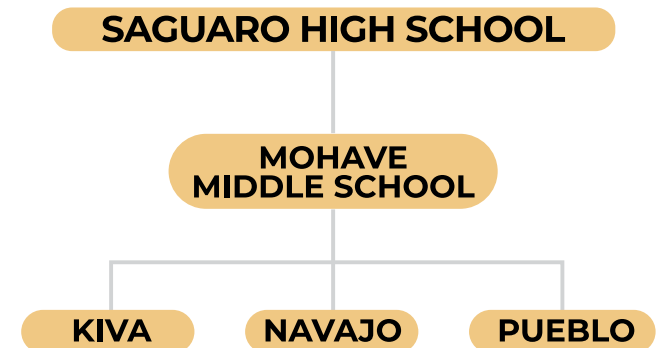 SAGUARO HIGH SCHOOL
MOHAVE
MIDDLE SCHOOL
KIVA
NAVAJO
PUEBLO